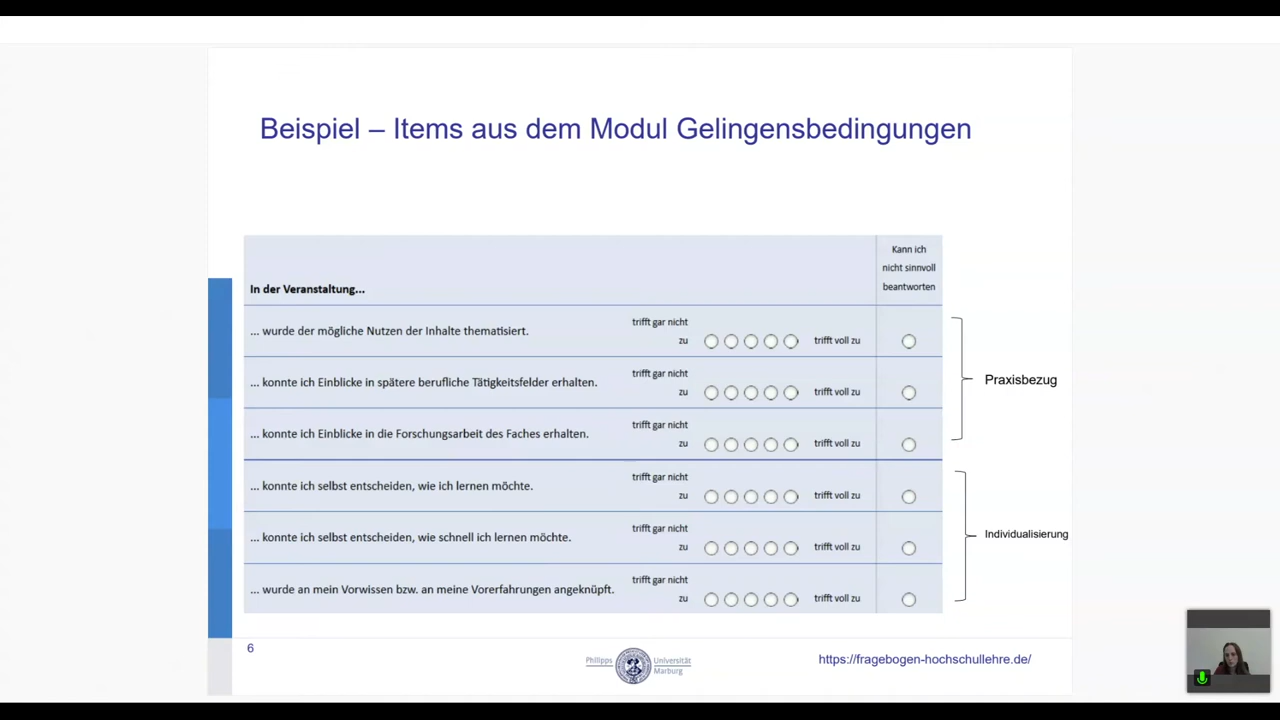 Beispiel – Items aus dem Modul Gelingensbedingungen
Kann ich
nicht sinnvoll
beantworten
In der Veranstaltung...
... wurde der mögliche Nutzen der Inhalte thematisiert.
trifft gar nicht
zu
trifft voll zu
... konnte ich Einblicke in spätere berufliche Tätigkeitsfelder erhalten.
trifft gar nicht
zu
trifft voll zu
... konnte ich Einblicke in die Forschungsarbeit des Faches erhalten.
trifft gar nicht
zu
trifft voll zu
Praxisbezug
... konnte ich selbst entscheiden, wie ich lernen möchte.
trifft gar nicht
zu
trifft voll zu
... konnte ich selbst entscheiden, wie schnell ich lernen möchte.
trifft gar nicht
zu
trifft voll zu
... wurde an mein Vorwissen bzw. an meine Vorerfahrungen angeknüpft.
trifft gar nicht
zu
trifft voll zu
Individualisierung
6
Philipps
Universität
Marburg
https://fragebogen-hochschullehre.de/